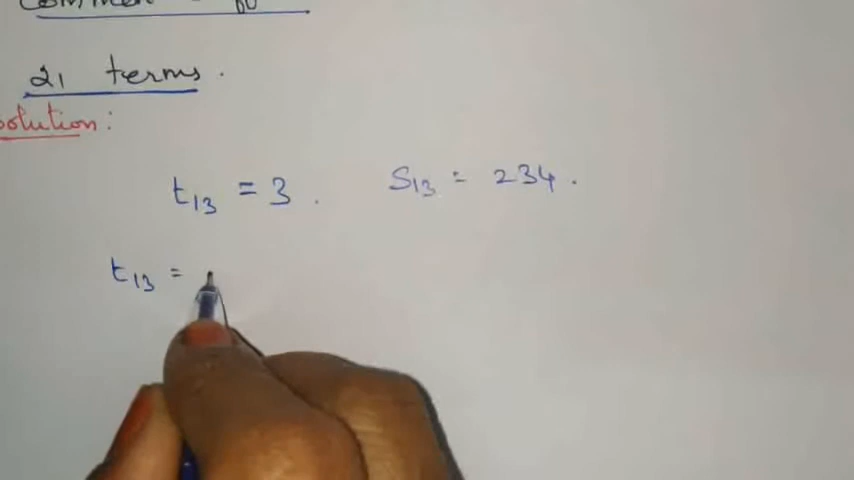 21 terms.
Solution:
t13 = 3. S13 = 234.
t13 =